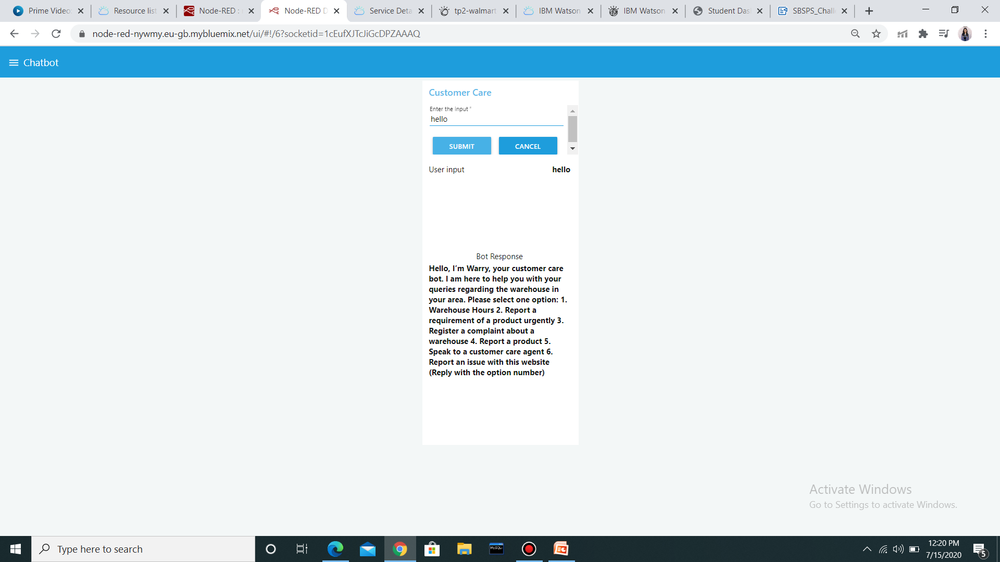 Prime Video
Resource list
Node-RED :
Node-RED D
Service Deta
tp2-walmart
IBM Watson
IBM Watson
Student Das
SBSPS_Chall
node-red-nywmy.eu-gb.mybluemix.net/ui/#!/6?socketid=1cEufXJTcJiGcDPZAAAQ
Chatbot
Customer Care
Enter the input *
hello
SUBMIT
CANCEL
User input
hello
Bot Response
Hello, I'm Warry, your customer care
bot. I am here to help you with your
queries regarding the warehouse in
your area. Please select one option: 1.
Warehouse Hours 2. Report a
requirement of a product urgently 3.
Register a complaint about a
warehouse 4. Report a product 5.
Speak to a customer care agent 6.
Report an issue with this website
(Reply with the option number)
Activate Windows
Go to Settings to activate Windows.
Type here to search
12:20 PM
7/15/2020
5